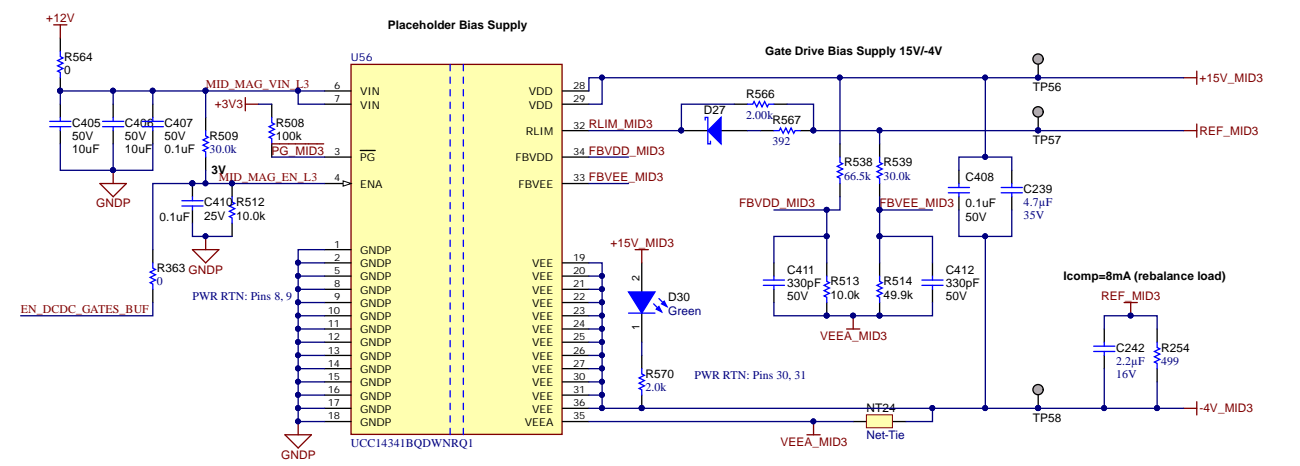 Placeholder Bias Supply
+12V
R564
0
C405
50V
10uF
C406
50V
10uF
C407
50V
0.1uF
MID_MAG_VIN_L3
+3V3
R508
100k
R509
30.0k
PG_MID3
3V
MID_MAG_EN_L3
C410
0.1uF
25V
R512
10.0k
GNDP
GNDP
R363
0
EN_DCDC_GATES_BUF
PWR RTN: Pins 8, 9
GNDP
U56
6 VIN
7 VIN
3 PG
4 ENA
1 GNDP
2 GNDP
5 GNDP
8 GNDP
9 GNDP
10 GNDP
11 GNDP
12 GNDP
13 GNDP
14 GNDP
15 GNDP
16 GNDP
17 GNDP
18 GNDP
VDD 28
VDD 29
RLIM 32
FBVDD 34
FBVEE 33
VEE 19
VEE 20
VEE 21
VEE 22
VEE 23
VEE 24
VEE 25
VEE 26
VEE 27
VEE 30
VEE 31
VEE 36
VEEA 35
UCC14341BQDWNRQ1
RLIM_MID3
FBVDD_MID3
FBVEE_MID3
Gate Drive Bias Supply 15V/-4V
D27
R566
2.00k
R567
392
TP56
+15V_MID3
TP57
REF_MID3
R538
66.5k
R539
30.0k
FBVDD_MID3
FBVEE_MID3
C408
0.1uF
50V
C239
4.7µF
35V
C411
330pF
50V
R513
10.0k
R514
49.9k
C412
330pF
50V
VEEA_MID3
+15V_MID3
2
D30
Green
1
R570
2.0k
PWR RTN: Pins 30, 31
Icomp=8mA (rebalance load)
REF_MID3
C242
2.2µF
16V
R254
499
NT24
Net-Tie
VEEA_MID3
TP58
-4V_MID3